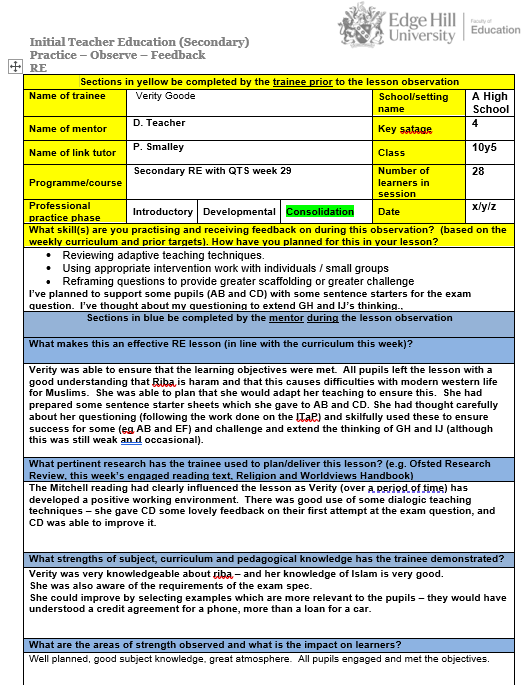 Edge Hill
University
Faculty of
Education
Initial Teacher Education (Secondary)
Practice – Observe – Feedback
RE
Sections in yellow be completed by the trainee prior to the lesson observation
Name of trainee
Verity Goode
School/setting
name
A High
School
Name of mentor
D. Teacher
Key satage
4
Name of link tutor
P. Smalley
Class
10y5
Programme/course
Secondary RE with QTS week 29
Number of
learners in
session
28
Professional
practice phase
Introductory
Developmental
Consolidation
Date
x/y/z
What skill(s) are you practising and receiving feedback on during this observation? (based on the
weekly curriculum and prior targets). How have you planned for this in your lesson?
• Reviewing adaptive teaching techniques.
• Using appropriate intervention work with individuals / small groups
• Reframing questions to provide greater scaffolding or greater challenge
I've planned to support some pupils (AB and CD) with some sentence starters for the exam
question. I've thought about my questioning to extend GH and IJ's thinking..
Sections in blue be completed by the mentor during the lesson observation
What makes this an effective RE lesson (in line with the curriculum this week)?
Verity was able to ensure that the learning objectives were met. All pupils left the lesson with a
good understanding that Riba is haram and that this causes difficulties with modern western life
for Muslims. She was able to plan that she would adapt her teaching to ensure this. She had
prepared some sentence starter sheets which she gave to AB and CD. She had thought carefully
about her questioning (following the work done on the ITaP) and skilfully used these to ensure
success for some (eg AB and EF) and challenge and extend the thinking of GH and IJ (although
this was still weak an.d occasional).
What pertinent research has the trainee used to plan/deliver this lesson? (e.g. Ofsted Research
Review, this week's engaged reading text, Religion and Worldviews Handbook)
The Mitchell reading had clearly influenced the lesson as Verity (over a period of time) has
developed a positive working environment. There was good use of some dialogic teaching
techniques – she gave CD some lovely feedback on their first attempt at the exam question, and
CD was able to improve it.
What strengths of subject, curriculum and pedagogical knowledge has the trainee demonstrated?
Verity was very knowledgeable about riba – and her knowledge of Islam is very good.
She was also aware of the requirements of the exam spec.
She could improve by selecting examples which are more relevant to the pupils – they would have
understood a credit agreement for a phone, more than a loan for a car.
What are the areas of strength observed and what is the impact on learners?
Well planned, good subject knowledge, great atmosphere. All pupils engaged and met the objectives.